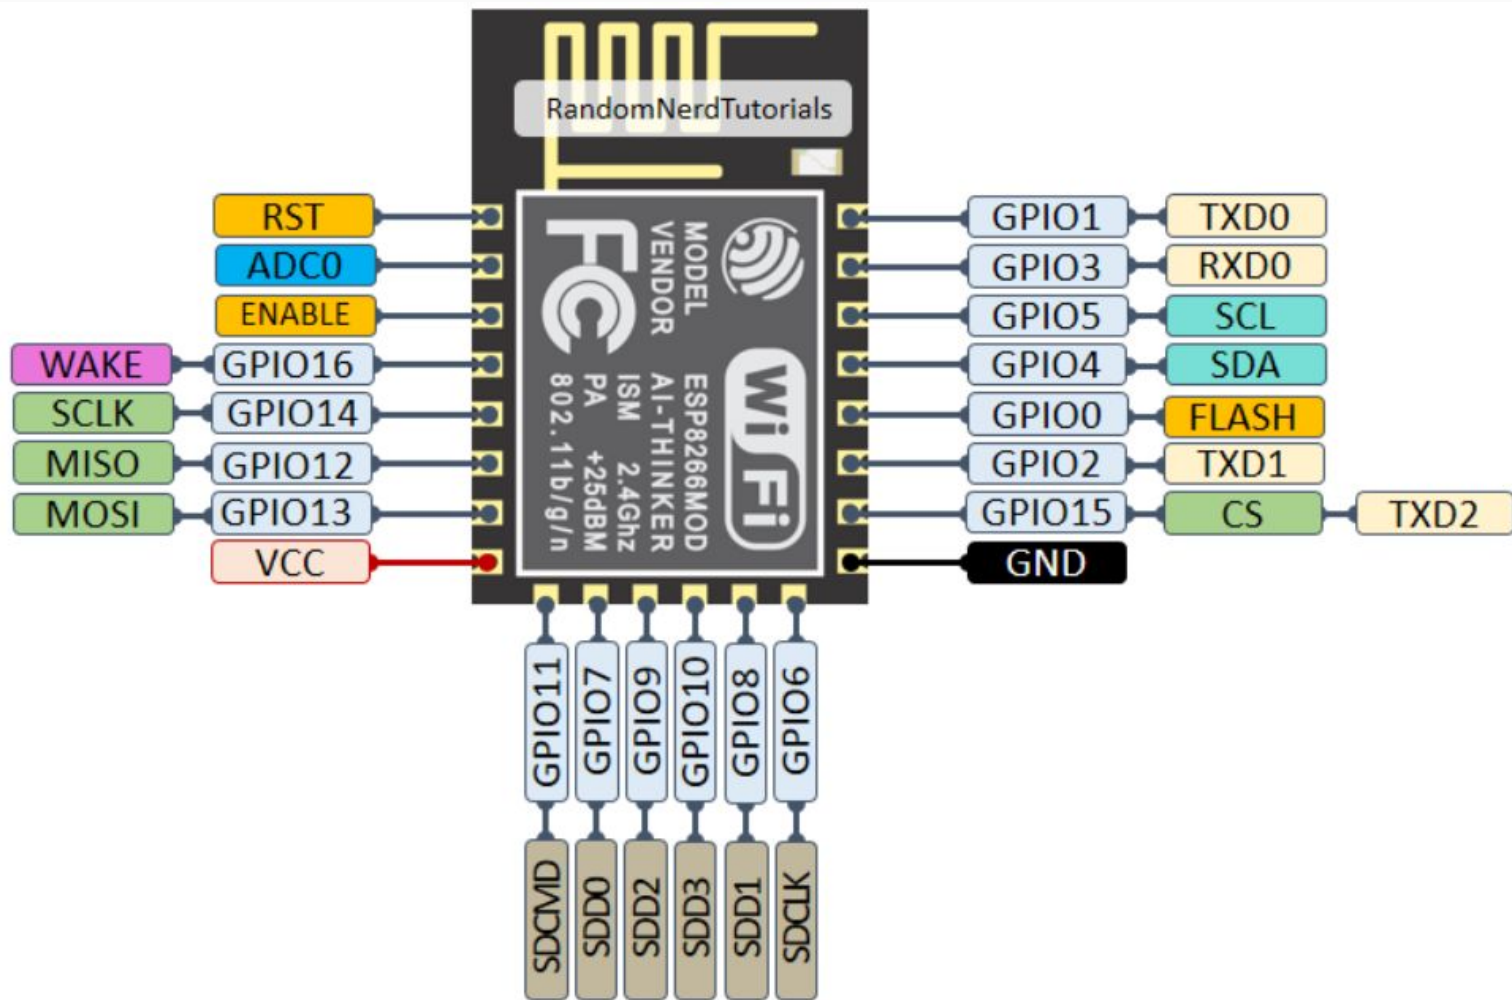 RandomNerdTutorials
RST GPIO1 TXD0
ADC0 GPIO3 RXD0
ENABLE GPIO5 SCL
WAKE GPIO16 GPIO4 SDA
SCLK GPIO14 GPIO0 FLASH
MISO GPIO12 GPIO2 TXD1
MOSI GPIO13 GPIO15 CS TXD2
VCC GND
FC
MODEL ESP8266MOD
VENDOR AI-THINKER
ISM 2.4Ghz
PA +25dBM
802.11b/g/n
WiFi
GPIO11 GPIO7 GPIO9 GPIO10 GPIO8 GPIO6
SDCMD SDD0 SDD2 SDD3 SDD1 SDCLK